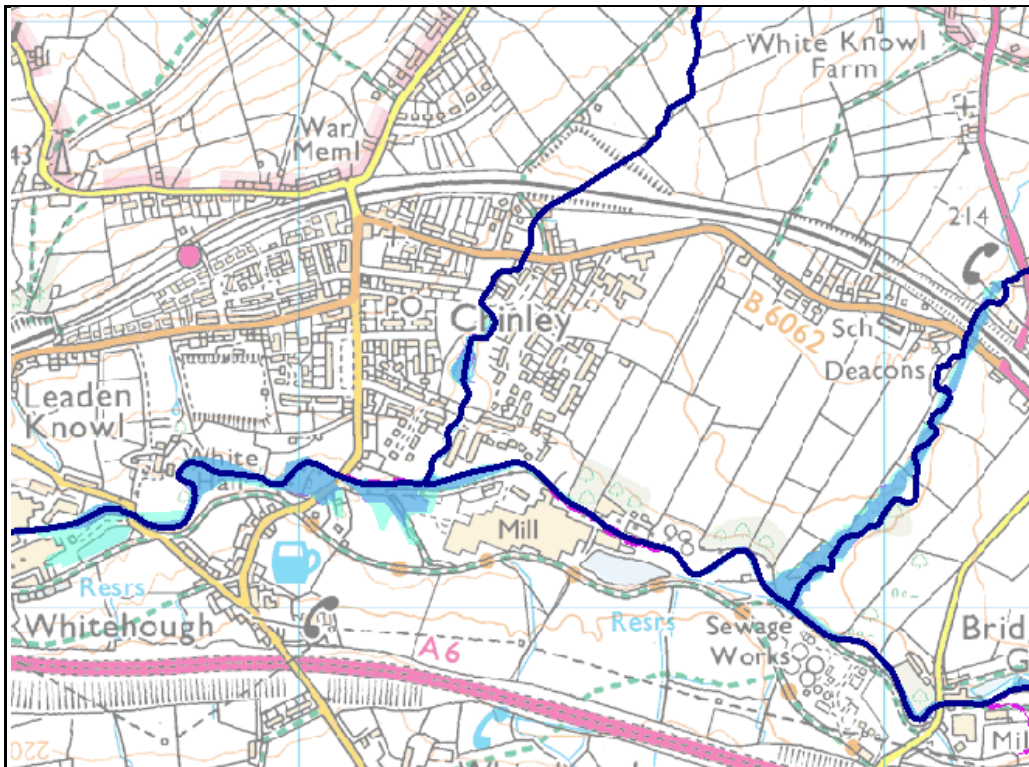 White Knowl
Farm
War
Meml
43
214
PO
Chinley
B 6062
Sch
Deacons
Leaden
Knowl
White
Mill
Resrs
Resrs
Whitehough
Sewage
Works
Brid
A 6
G
Mil
220